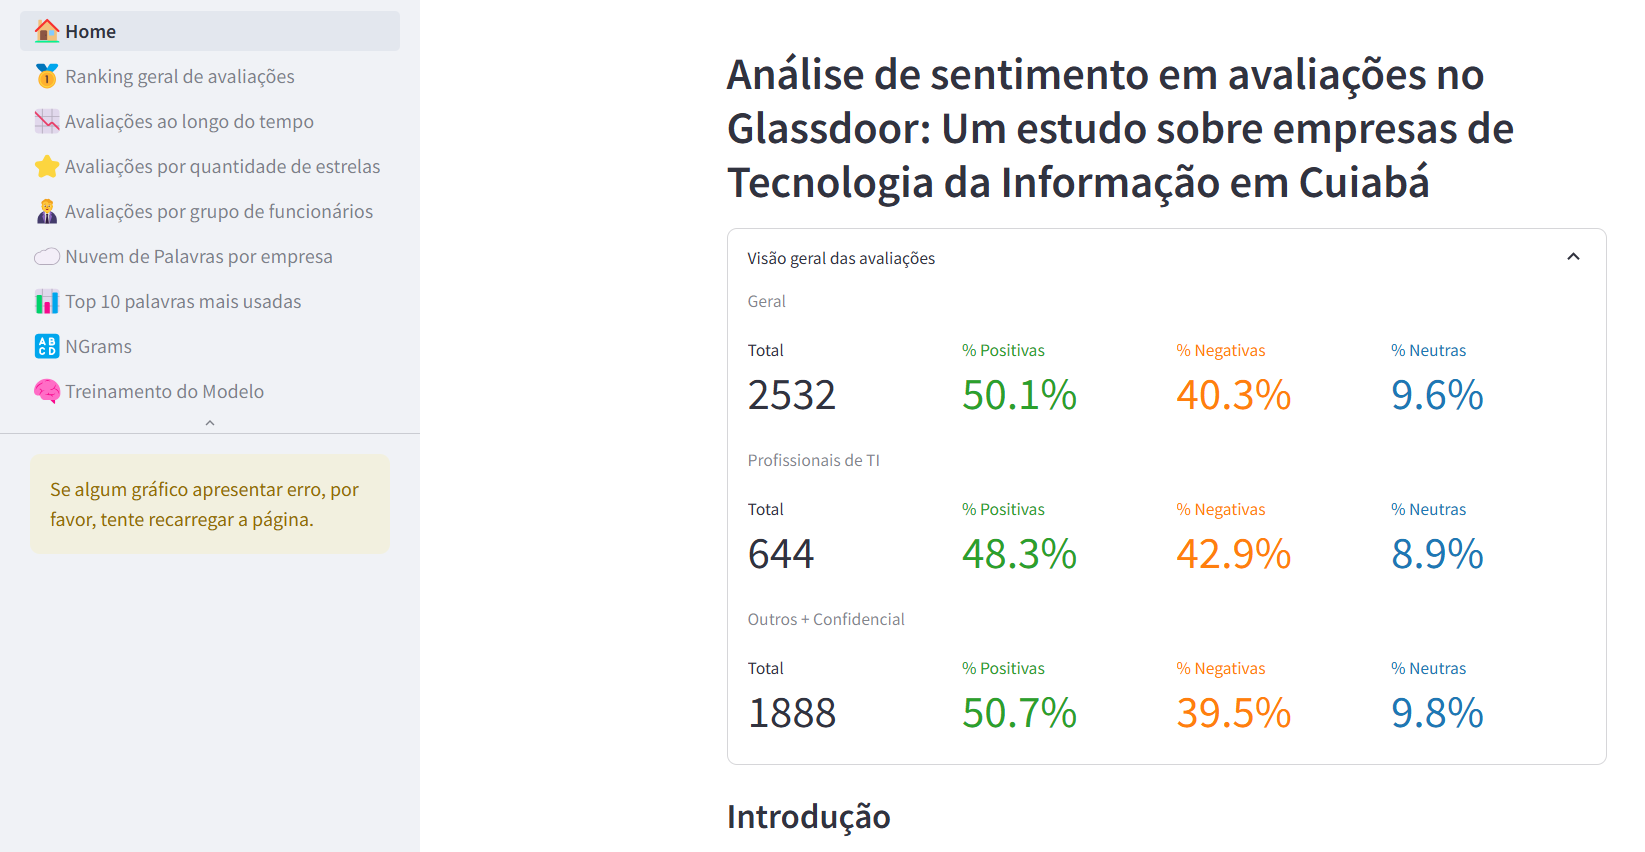 Home
Ranking geral de avaliações
Avaliações ao longo do tempo
Avaliações por quantidade de estrelas
Avaliações por grupo de funcionários
Nuvem de Palavras por empresa
Top 10 palavras mais usadas
NGrams
Treinamento do Modelo
Se algum gráfico apresentar erro, por
favor, tente recarregar a página.
Análise de sentimento em avaliações no
Glassdoor: Um estudo sobre empresas de
Tecnologia da Informação em Cuiabá
Visão geral das avaliações
Geral
Total % Positivas % Negativas % Neutras
2532 50.1% 40.3% 9.6%
Profissionais de TI
Total % Positivas % Negativas % Neutras
644 48.3% 42.9% 8.9%
Outros + Confidencial
Total % Positivas % Negativas % Neutras
1888 50.7% 39.5% 9.8%
Introdução